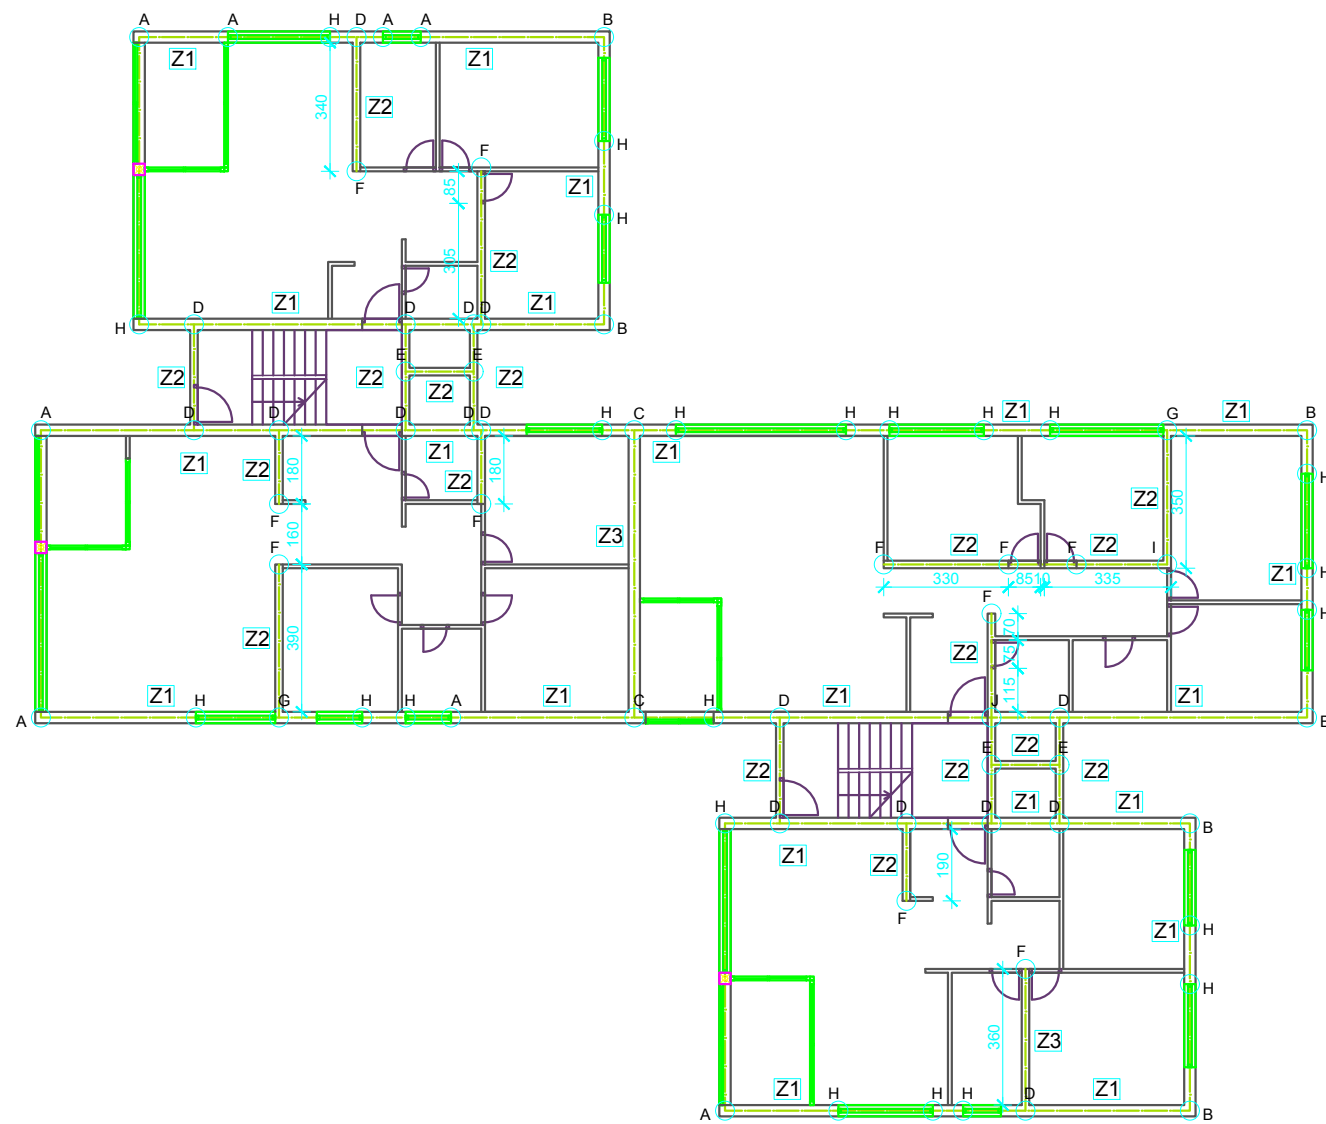 A A H D A A B
Z1 Z1
340 Z2
H
F
F
85 Z1
H
305 Z2
Z1 Z1
D D D D
H B
E E
Z2 Z2 Z2
Z2
A D D D D D H C H H H H Z1 H G Z1 B
Z1 Z1 Z1
Z2 180 Z2 180 Z2 350
H
F F
160 Z3
F F Z2 F Z2 F I
330 85 10 335 Z1
H
F
70
Z2 390 Z2 75
115
Z1 Z1 Z1 Z1
H G H H A C H D J D
A B
E Z2 E
Z2 Z2 Z2
Z1 Z1
H D D D D B
Z1
Z2 190
F Z1 H
F
H
360 Z3
Z1 Z1
H H H D
A B